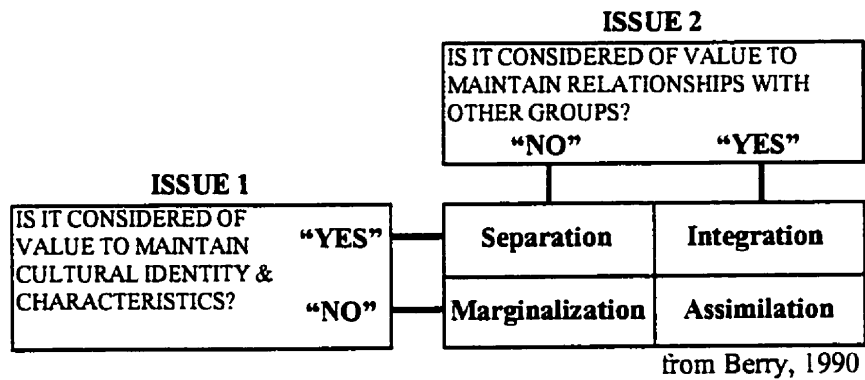 ISSUE 2
IS IT CONSIDERED OF VALUE TO
MAINTAIN RELATIONSHIPS WITH
OTHER GROUPS?
“NO” “YES”
ISSUE 1
IS IT CONSIDERED OF
VALUE TO MAINTAIN
CULTURAL IDENTITY &
CHARACTERISTICS?
“YES”
“NO”
Separation Integration
Marginalization Assimilation
from Berry, 1990